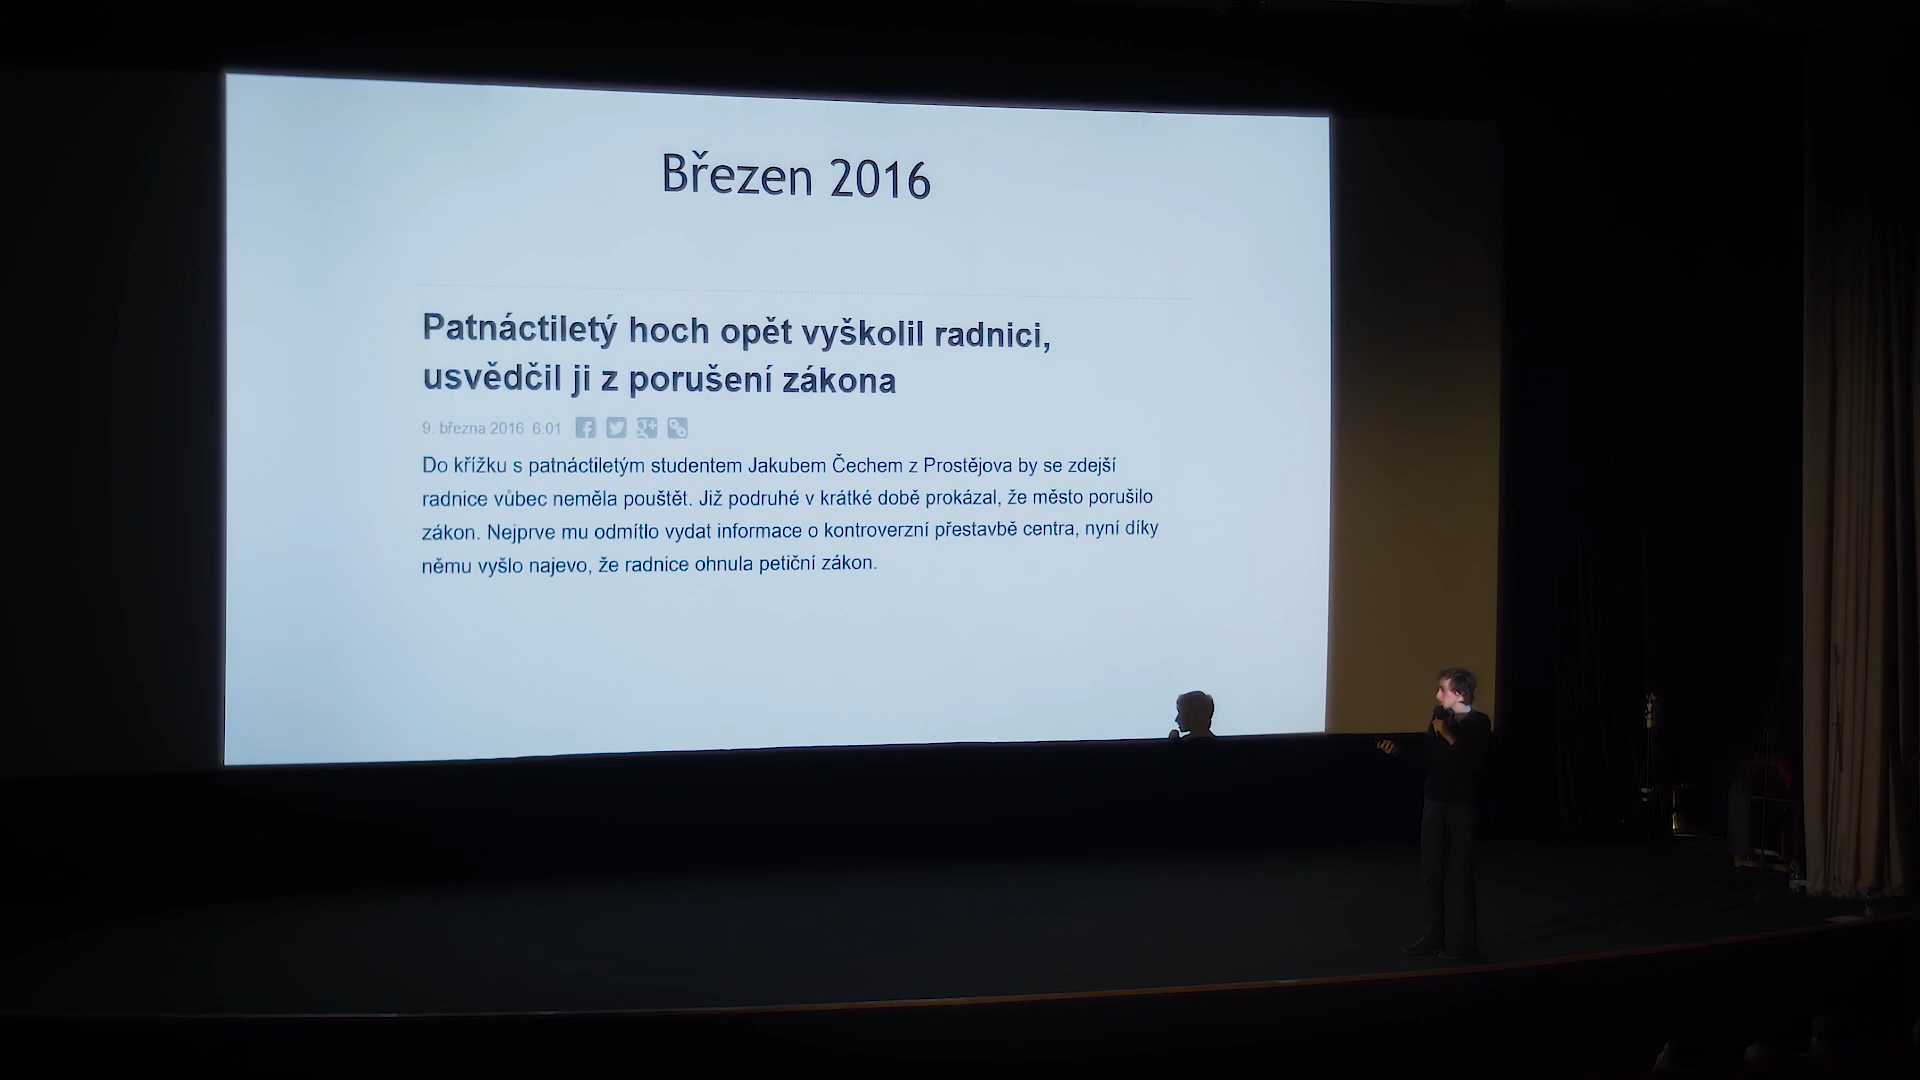 Březen 2016
Patnáctiletý hoch opět vyškolil radnici,
usvědčil ji z porušení zákona
9. března 2016 6:01
Do křížku s patnáctiletým studentem Jakubem Čechem z Prostějova by se zdejší
radnice vůbec neměla pouštět. Již podruhé v krátké době prokázal, že město porušilo
zákon. Nejprve mu odmítlo vydat informace o kontroverzní přestavbě centra, nyní díky
němu vyšlo najevo, že radnice ohnula petiční zákon.